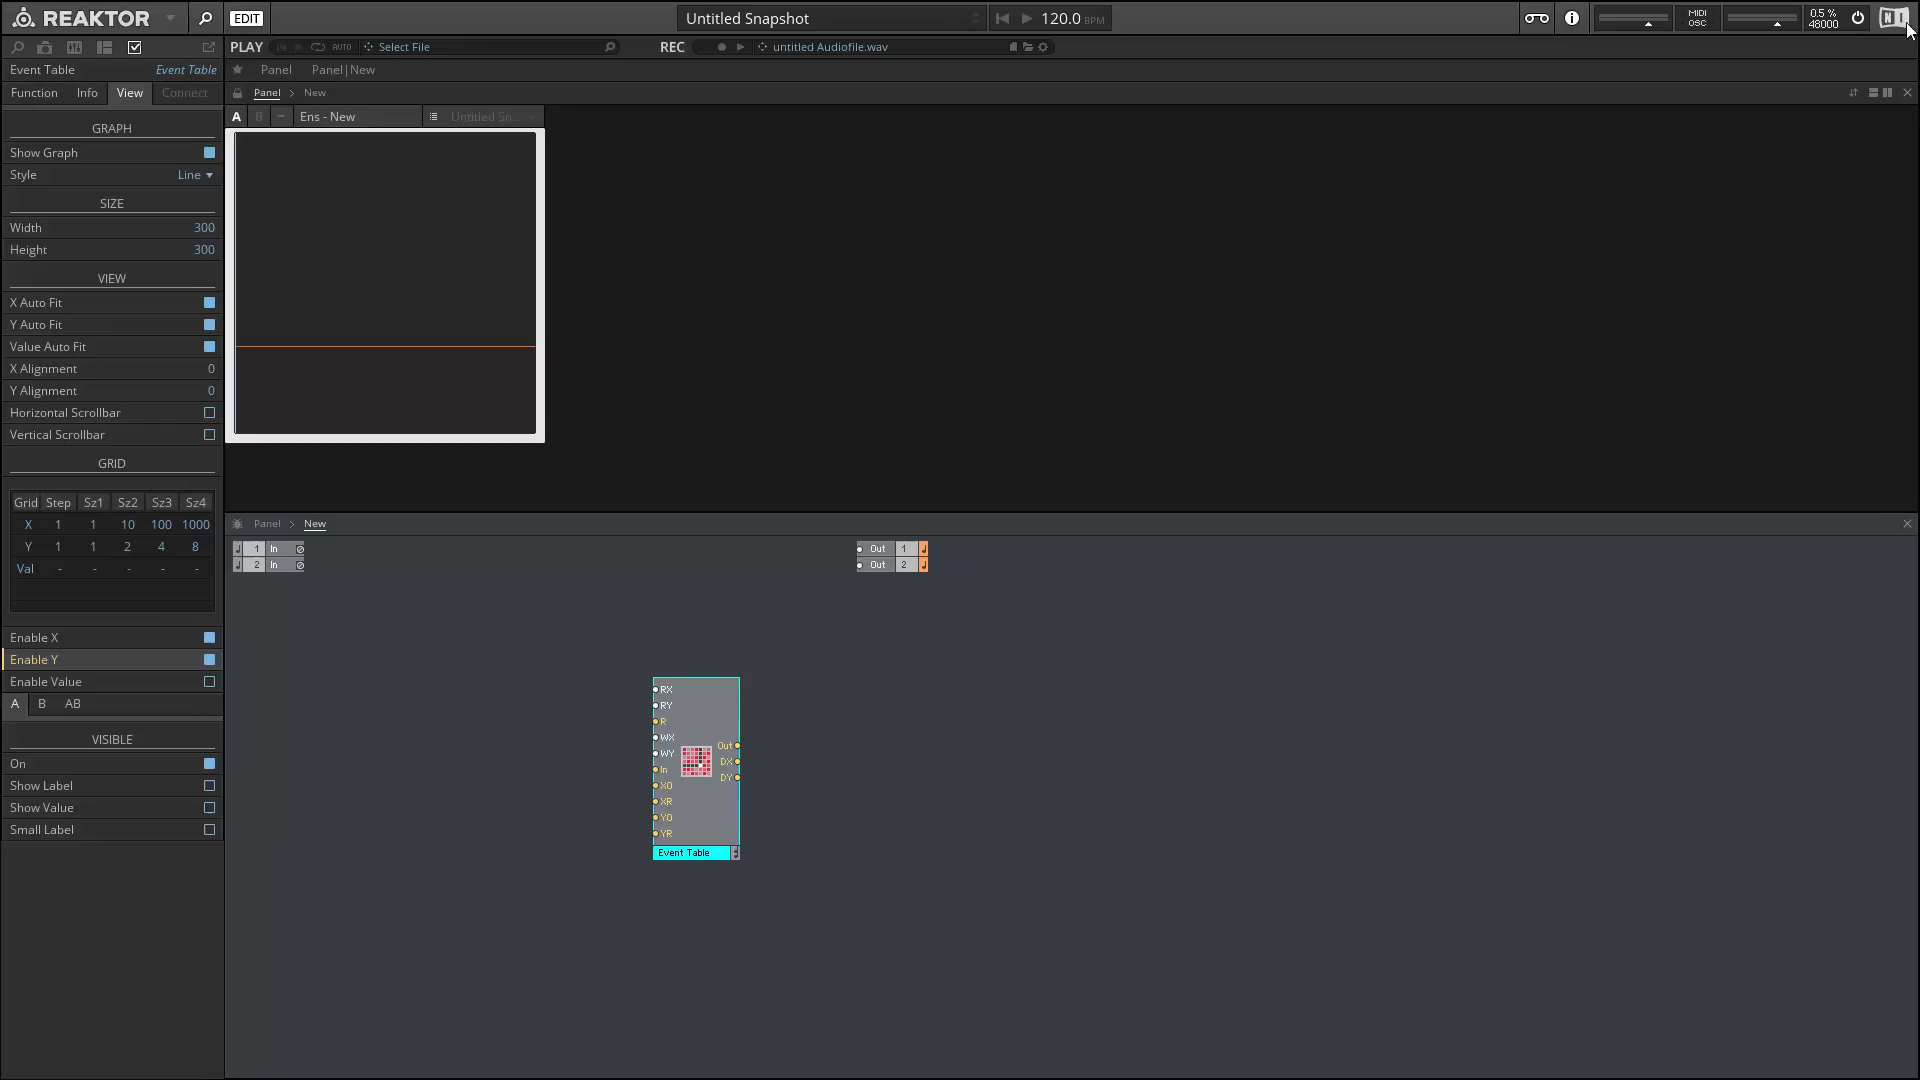 REAKTOR EDIT Untitled Snapshot 120.0 BPM MIDI OSC 0.5 % 48000 NI
PLAY AUTO Select File REC untitled Audiofile.wav
Event Table Event Table Panel Panel|New
Function Info View Connect Panel > New
A B Ens - New Untitled Sn...
GRAPH
Show Graph
Style Line
SIZE
Width 300
Height 300
VIEW
X Auto Fit
Y Auto Fit
Value Auto Fit
X Alignment 0
Y Alignment 0
Horizontal Scrollbar
Vertical Scrollbar
GRID
Grid Step Sz1 Sz2 Sz3 Sz4
X 1 1 10 100 1000
Y 1 1 2 4 8
Val - - - - -
Enable X
Enable Y
Enable Value
A B AB
VISIBLE
On
Show Label
Show Value
Small Label
Panel > New
1 In
2 In
Out 1
Out 2
RX
RY
R
WX
WY
In
XO
XR
YO
YR
Out
DX
DY
Event Table